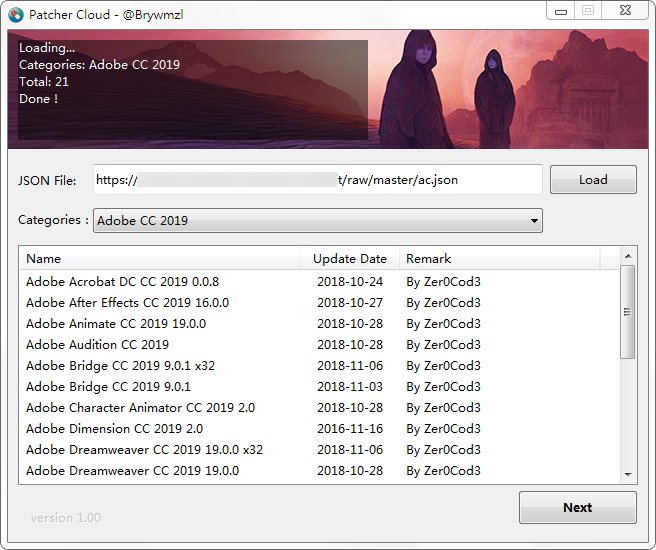 Patcher Cloud - @Brywmzl
Loading...
Categories: Adobe CC 2019
Total: 21
Done !
JSON File: https:// t/raw/master/ac.json Load
Categories : Adobe CC 2019
Name Update Date Remark
Adobe Acrobat DC CC 2019 0.0.8 2018-10-24 By Zer0Cod3
Adobe After Effects CC 2019 16.0.0 2018-10-27 By Zer0Cod3
Adobe Animate CC 2019 19.0.0 2018-10-28 By Zer0Cod3
Adobe Audition CC 2019 2018-10-28 By Zer0Cod3
Adobe Bridge CC 2019 9.0.1 x32 2018-11-06 By Zer0Cod3
Adobe Bridge CC 2019 9.0.1 2018-11-03 By Zer0Cod3
Adobe Character Animator CC 2019 2.0 2018-10-28 By Zer0Cod3
Adobe Dimension CC 2019 2.0 2016-11-16 By Zer0Cod3
Adobe Dreamweaver CC 2019 19.0.0 x32 2018-11-06 By Zer0Cod3
Adobe Dreamweaver CC 2019 19.0.0 2018-10-28 By Zer0Cod3
version 1.00
Next